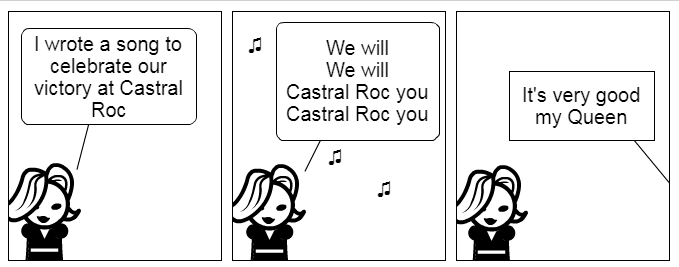 I wrote a song to
celebrate our
victory at Castral
Roc
We will
We will
Castral Roc you
Castral Roc you
It's very good
my Queen